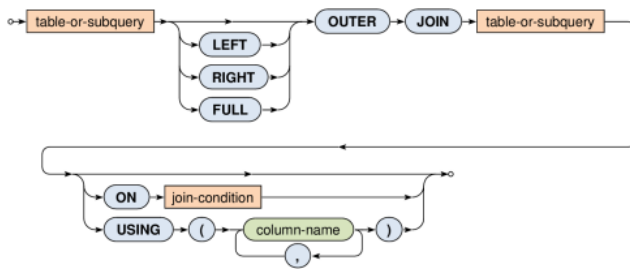 table-or-subquery OUTER JOIN table-or-subquery
LEFT
RIGHT
FULL
ON join-condition
USING ( column-name )
,